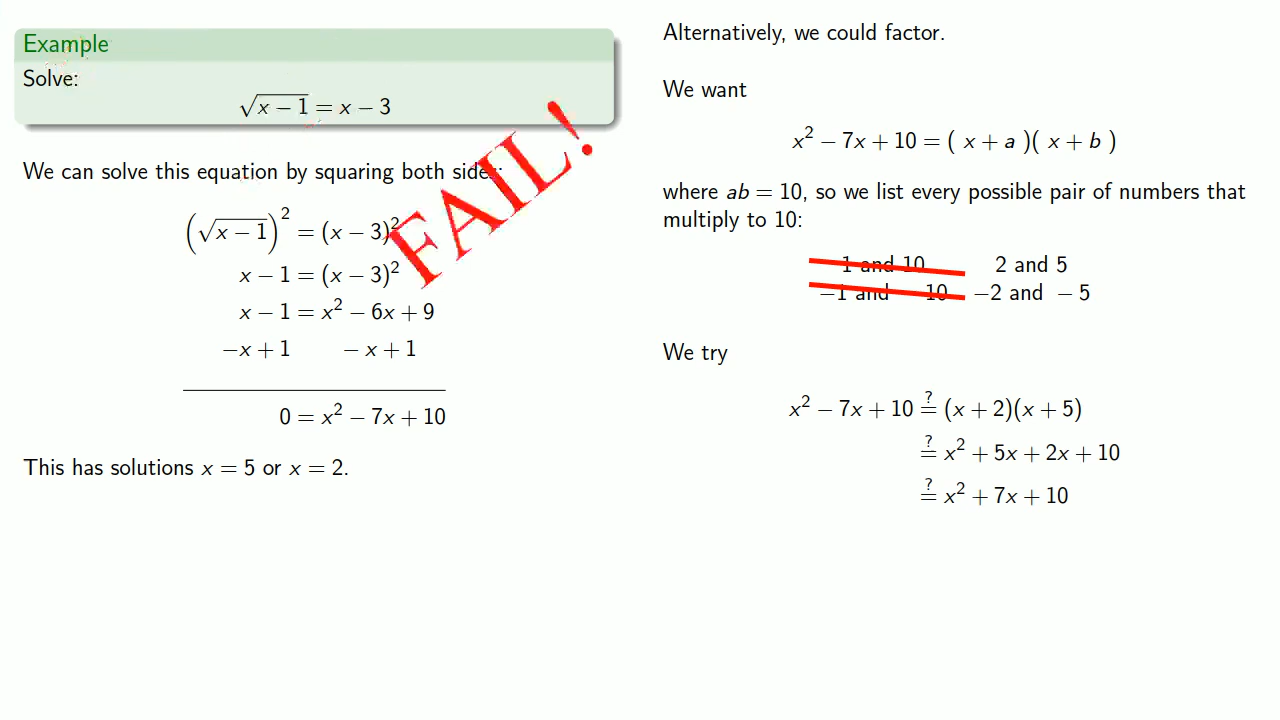 Example
Solve:
√(x − 1) = x − 3
We can solve this equation by squaring both sides:
(√(x − 1))² = (x − 3)²
x − 1 = (x − 3)²
x − 1 = x² − 6x + 9
−x + 1 − x + 1
0 = x² − 7x + 10
This has solutions x = 5 or x = 2.
FAIL!
Alternatively, we could factor.
We want
x² − 7x + 10 = ( x + a )( x + b )
where ab = 10, so we list every possible pair of numbers that
multiply to 10:
1 and 10 2 and 5
−1 and − 10 −2 and − 5
We try
x² − 7x + 10 ≟ (x + 2)(x + 5)
≟ x² + 5x + 2x + 10
≟ x² + 7x + 10